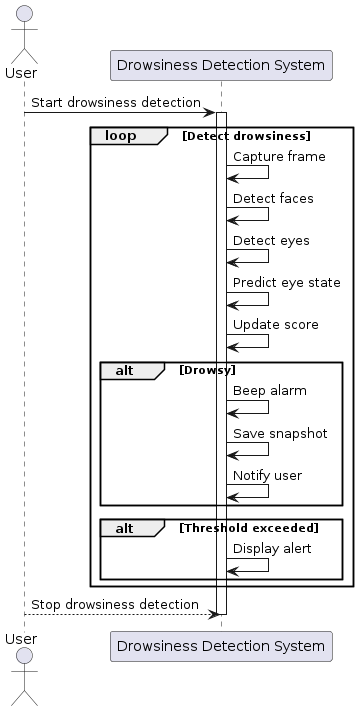 User
Drowsiness Detection System
Start drowsiness detection
loop [Detect drowsiness]
Capture frame
Detect faces
Detect eyes
Predict eye state
Update score
alt [Drowsy]
Beep alarm
Save snapshot
Notify user
alt [Threshold exceeded]
Display alert
Stop drowsiness detection
User
Drowsiness Detection System